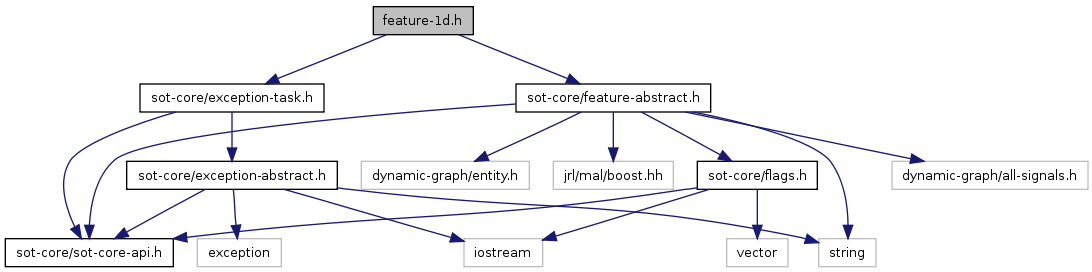 feature-1d.h
sot-core/exception-task.h
sot-core/feature-abstract.h
sot-core/exception-abstract.h
dynamic-graph/entity.h
jrl/mal/boost.hh
sot-core/flags.h
dynamic-graph/all-signals.h
sot-core/sot-core-api.h
exception
iostream
vector
string